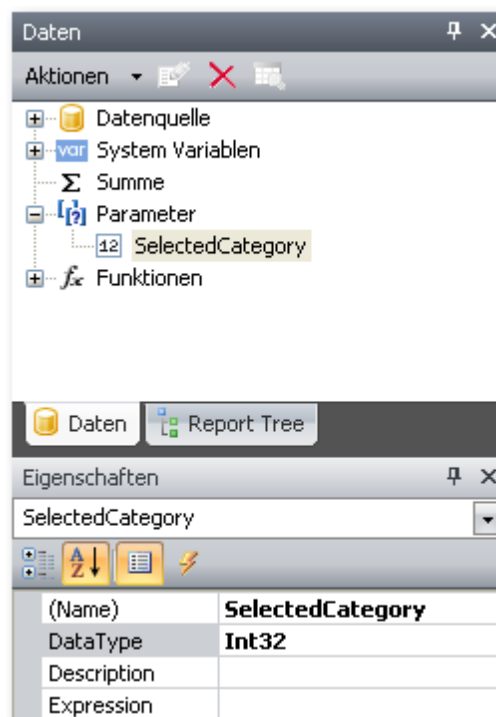 Daten
Aktionen
Datenquelle
var System Variablen
Σ Summe
[?] Parameter
12 SelectedCategory
fx Funktionen
Daten Report Tree
Eigenschaften
SelectedCategory
A Z
(Name) SelectedCategory
DataType Int32
Description
Expression